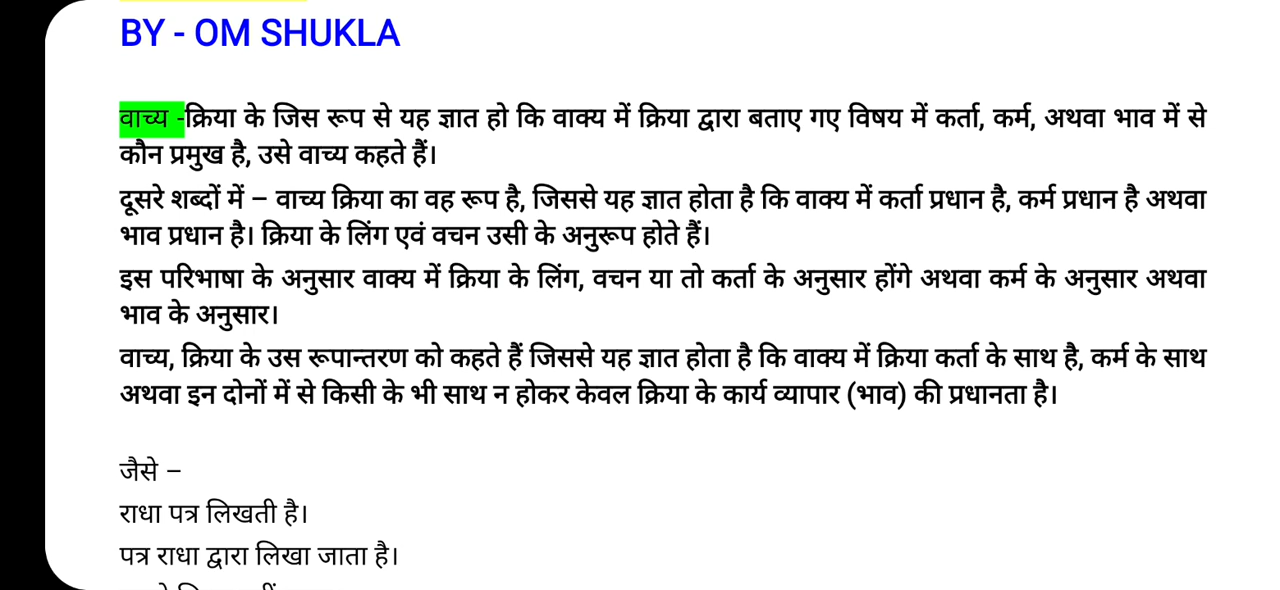 BY - OM SHUKLA
वाच्य -क्रिया के जिस रूप से यह ज्ञात हो कि वाक्य में क्रिया द्वारा बताए गए विषय में कर्ता, कर्म, अथवा भाव में से
कौन प्रमुख है, उसे वाच्य कहते हैं।
दूसरे शब्दों में – वाच्य क्रिया का वह रूप है, जिससे यह ज्ञात होता है कि वाक्य में कर्ता प्रधान है, कर्म प्रधान है अथवा
भाव प्रधान है। क्रिया के लिंग एवं वचन उसी के अनुरूप होते हैं।
इस परिभाषा के अनुसार वाक्य में क्रिया के लिंग, वचन या तो कर्ता के अनुसार होंगे अथवा कर्म के अनुसार अथवा
भाव के अनुसार।
वाच्य, क्रिया के उस रूपान्तरण को कहते हैं जिससे यह ज्ञात होता है कि वाक्य में क्रिया कर्ता के साथ है, कर्म के साथ
अथवा इन दोनों में से किसी के भी साथ न होकर केवल क्रिया के कार्य व्यापार (भाव) की प्रधानता है।
जैसे –
राधा पत्र लिखती है।
पत्र राधा द्वारा लिखा जाता है।